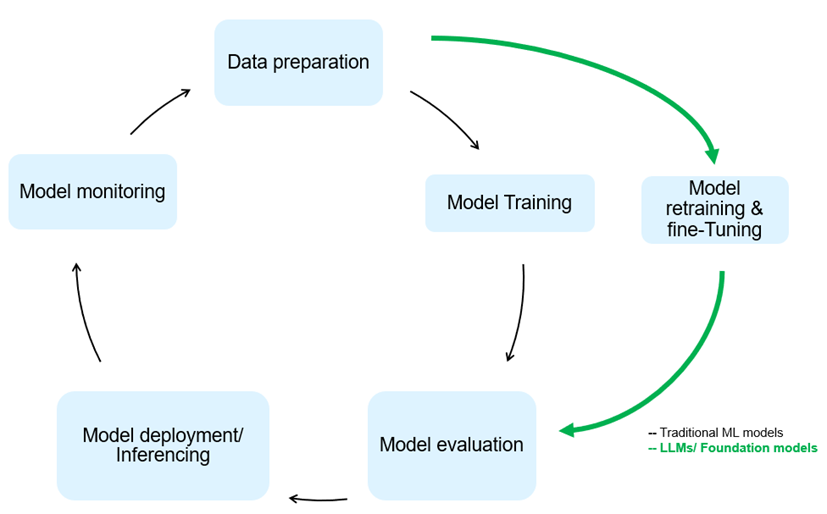 Data preparation
Model monitoring
Model Training
Model
retraining &
fine-Tuning
Model deployment/
Inferencing
Model evaluation
-- Traditional ML models
-- LLMs/ Foundation models